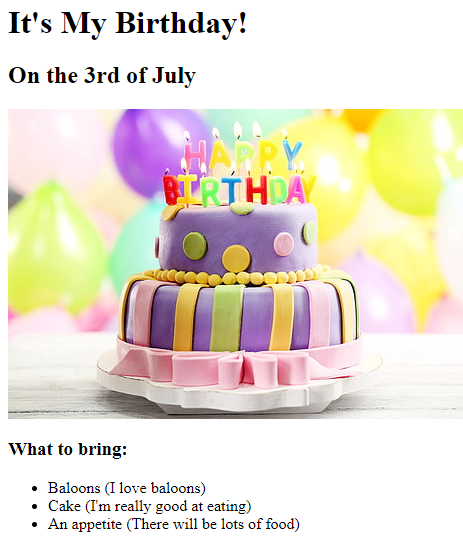 It's My Birthday!
On the 3rd of July
HAPPY
BIRTHDAY
What to bring:
Baloons (I love baloons)
Cake (I'm really good at eating)
An appetite (There will be lots of food)